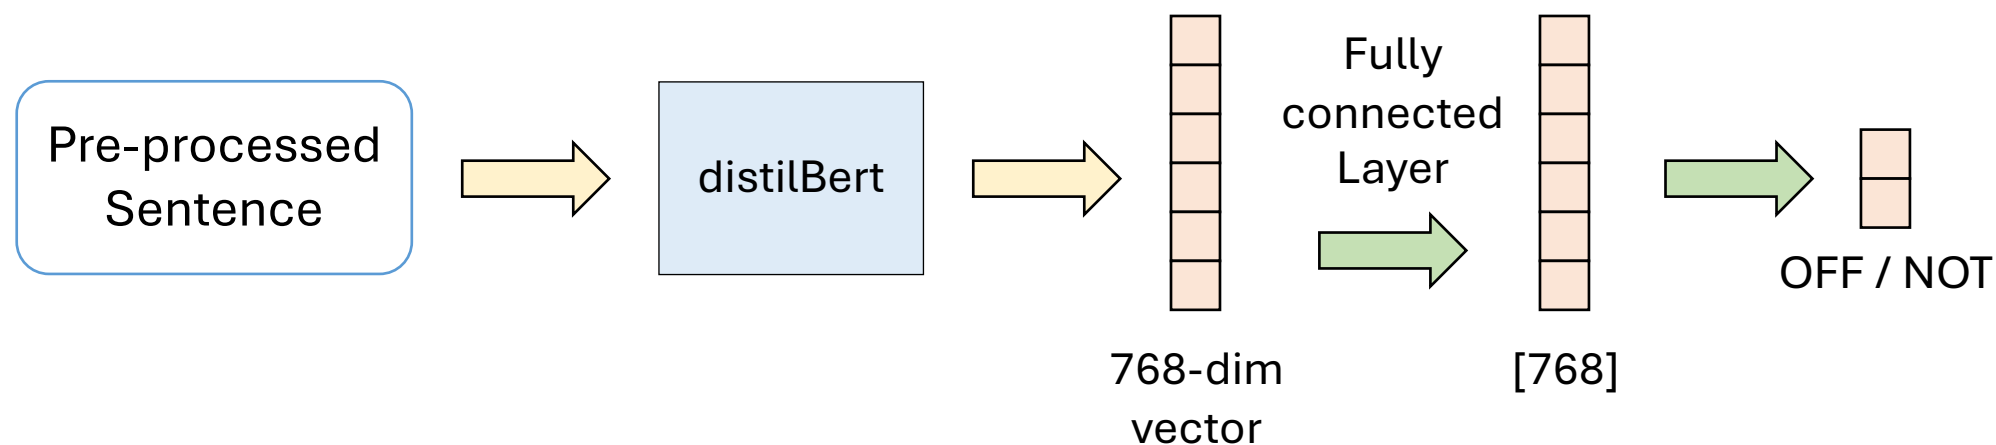 Pre-processed
Sentence
distilBert
768-dim
vector
Fully
connected
Layer
[768]
OFF / NOT